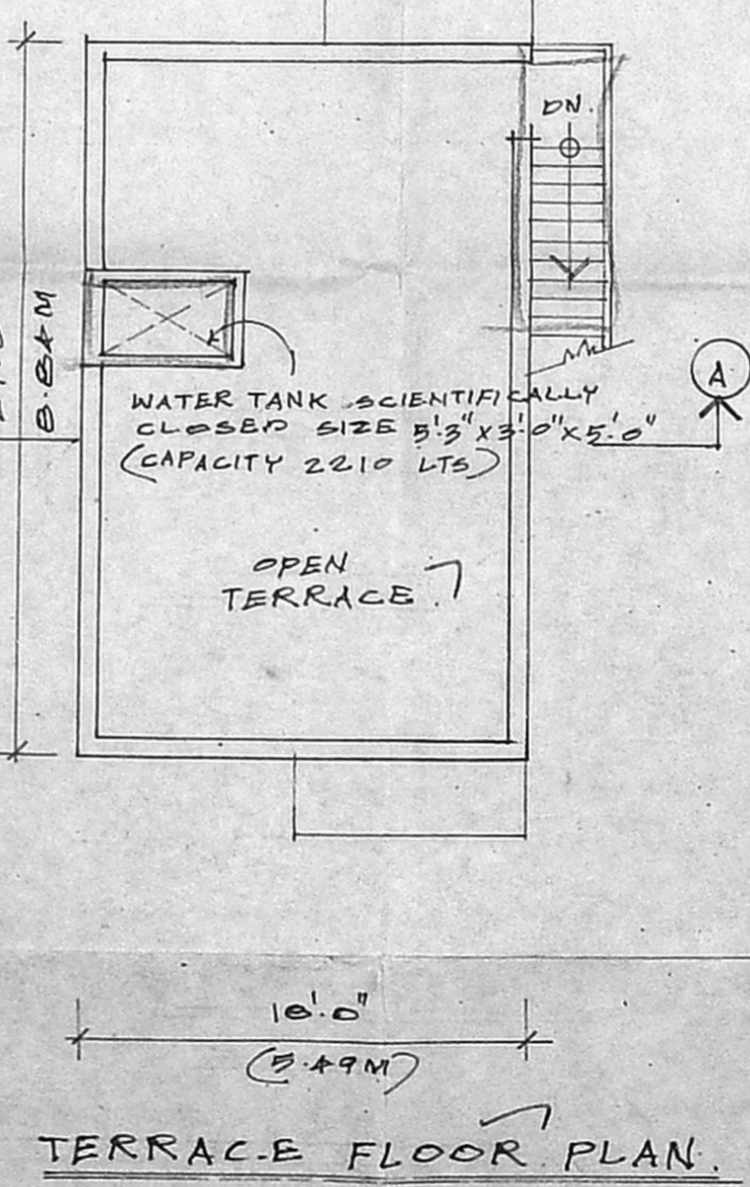 DN.
8.84M
A
WATER TANK SCIENTIFICALLY
CLOSED SIZE 5'.3"X3'.0"X5'.0"
(CAPACITY 2210 LTS)
OPEN
TERRACE.
18'.0"
(5.49M)
TERRACE FLOOR PLAN.